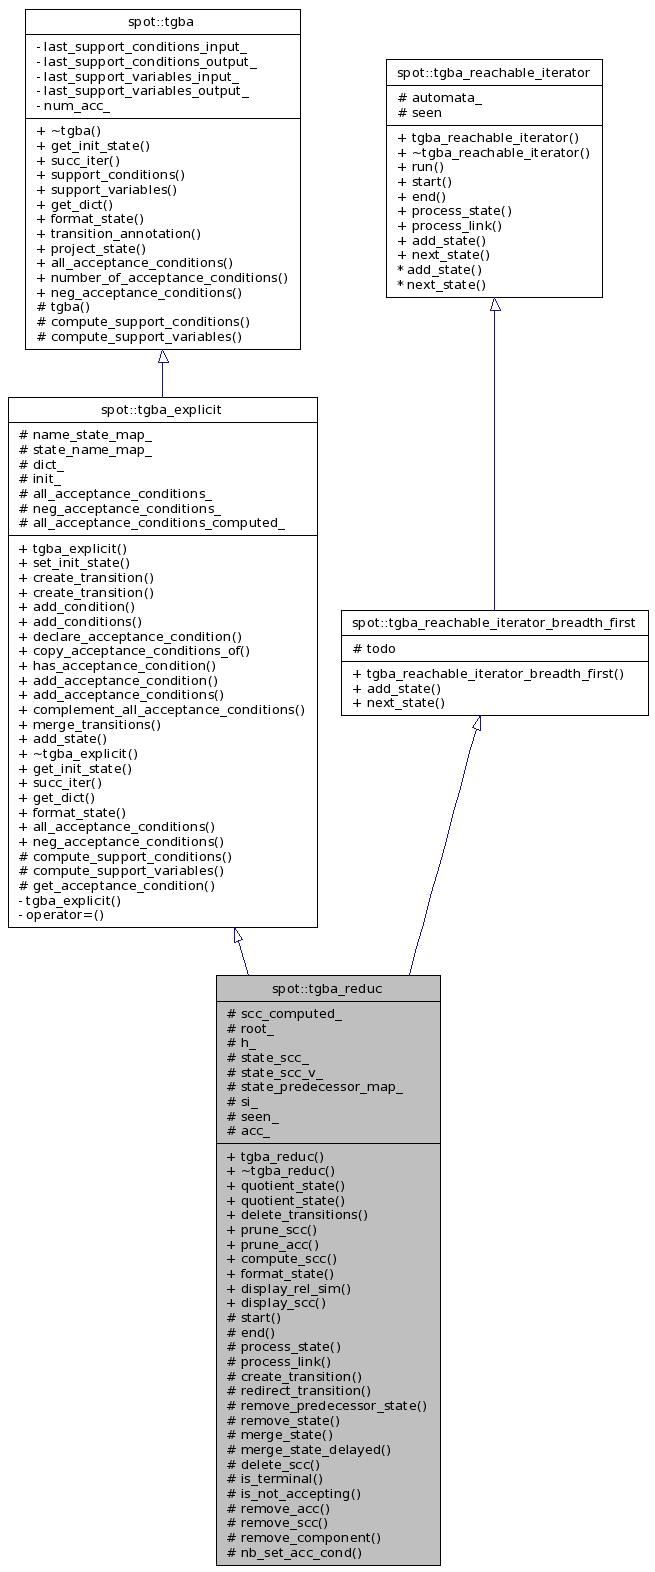 spot::tgba
- last_support_conditions_input_
- last_support_conditions_output_
- last_support_variables_input_
- last_support_variables_output_
- num_acc_
+ ~tgba()
+ get_init_state()
+ succ_iter()
+ support_conditions()
+ support_variables()
+ get_dict()
+ format_state()
+ transition_annotation()
+ project_state()
+ all_acceptance_conditions()
+ number_of_acceptance_conditions()
+ neg_acceptance_conditions()
# tgba()
# compute_support_conditions()
# compute_support_variables()
spot::tgba_reachable_iterator
# automata_
# seen
+ tgba_reachable_iterator()
+ ~tgba_reachable_iterator()
+ run()
+ start()
+ end()
+ process_state()
+ process_link()
+ add_state()
+ next_state()
* add_state()
* next_state()
spot::tgba_explicit
# name_state_map_
# state_name_map_
# dict_
# init_
# all_acceptance_conditions_
# neg_acceptance_conditions_
# all_acceptance_conditions_computed_
+ tgba_explicit()
+ set_init_state()
+ create_transition()
+ create_transition()
+ add_condition()
+ add_conditions()
+ declare_acceptance_condition()
+ copy_acceptance_conditions_of()
+ has_acceptance_condition()
+ add_acceptance_condition()
+ add_acceptance_conditions()
+ complement_all_acceptance_conditions()
+ merge_transitions()
+ add_state()
+ ~tgba_explicit()
+ get_init_state()
+ succ_iter()
+ get_dict()
+ format_state()
+ all_acceptance_conditions()
+ neg_acceptance_conditions()
# compute_support_conditions()
# compute_support_variables()
# get_acceptance_condition()
- tgba_explicit()
- operator=()
spot::tgba_reachable_iterator_breadth_first
# todo
+ tgba_reachable_iterator_breadth_first()
+ add_state()
+ next_state()
spot::tgba_reduc
# scc_computed_
# root_
# h_
# state_scc_
# state_scc_v_
# state_predecessor_map_
# si_
# seen_
# acc_
+ tgba_reduc()
+ ~tgba_reduc()
+ quotient_state()
+ quotient_state()
+ delete_transitions()
+ prune_scc()
+ prune_acc()
+ compute_scc()
+ format_state()
+ display_rel_sim()
+ display_scc()
# start()
# end()
# process_state()
# process_link()
# create_transition()
# redirect_transition()
# remove_predecessor_state()
# remove_state()
# merge_state()
# merge_state_delayed()
# delete_scc()
# is_terminal()
# is_not_accepting()
# remove_acc()
# remove_scc()
# remove_component()
# nb_set_acc_cond()